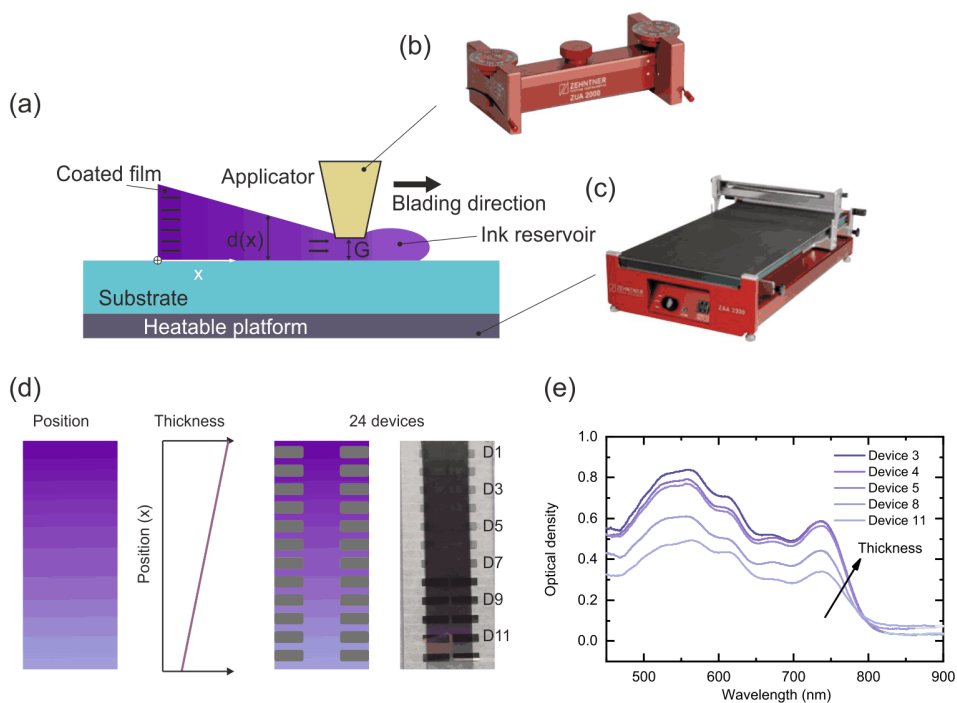 (a)
Coated film
Applicator
Blading direction
d(x)
G
Ink reservoir
x
Substrate
Heatable platform
(b)
ZEHNTNER
ZUA 2000
(c)
ZEHNTNER
ZAA 2300
(d)
Position
Thickness
24 devices
Position (x)
D1
D3
D5
D7
D9
D11
(e)
Optical density
1.0
0.8
0.6
0.4
0.2
0.0
Device 3
Device 4
Device 5
Device 8
Device 11
Thickness
500
600
700
800
900
Wavelength (nm)